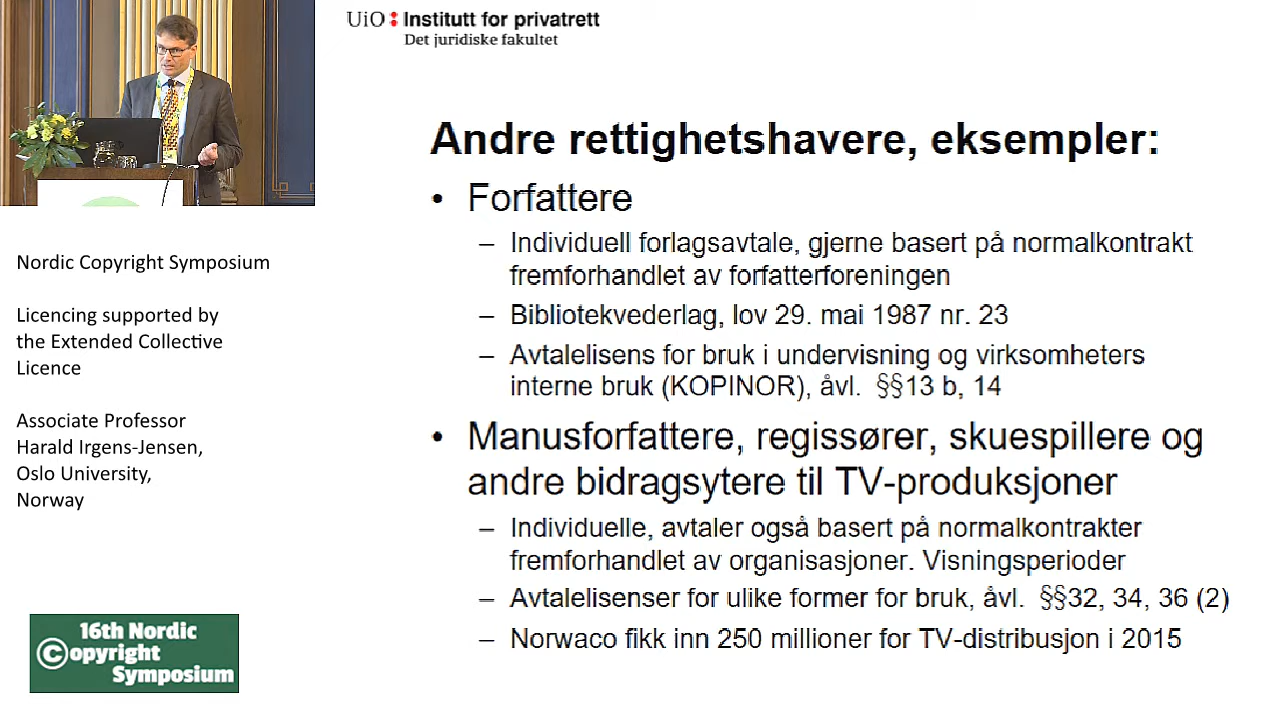 UiO Institutt for privatrett
Det juridiske fakultet
Andre rettighetshavere, eksempler:
• Forfattere
– Individuell forlagsavtale, gjerne basert på normalkontrakt
fremforhandlet av forfatterforeningen
– Bibliotekvederlag, lov 29. mai 1987 nr. 23
– Avtalelisens for bruk i undervisning og virksomheters
interne bruk (KOPINOR), åvl. §§13 b, 14
• Manusforfattere, regissører, skuespillere og
andre bidragsytere til TV-produksjoner
– Individuelle, avtaler også basert på normalkontrakter
fremforhandlet av organisasjoner. Visningsperioder
– Avtalelisenser for ulike former for bruk, åvl. §§32, 34, 36 (2)
– Norwaco fikk inn 250 millioner for TV-distribusjon i 2015
Nordic Copyright Symposium
Licencing supported by
the Extended Collective
Licence
Associate Professor
Harald Irgens-Jensen,
Oslo University,
Norway
16th Nordic
©opyright
Symposium